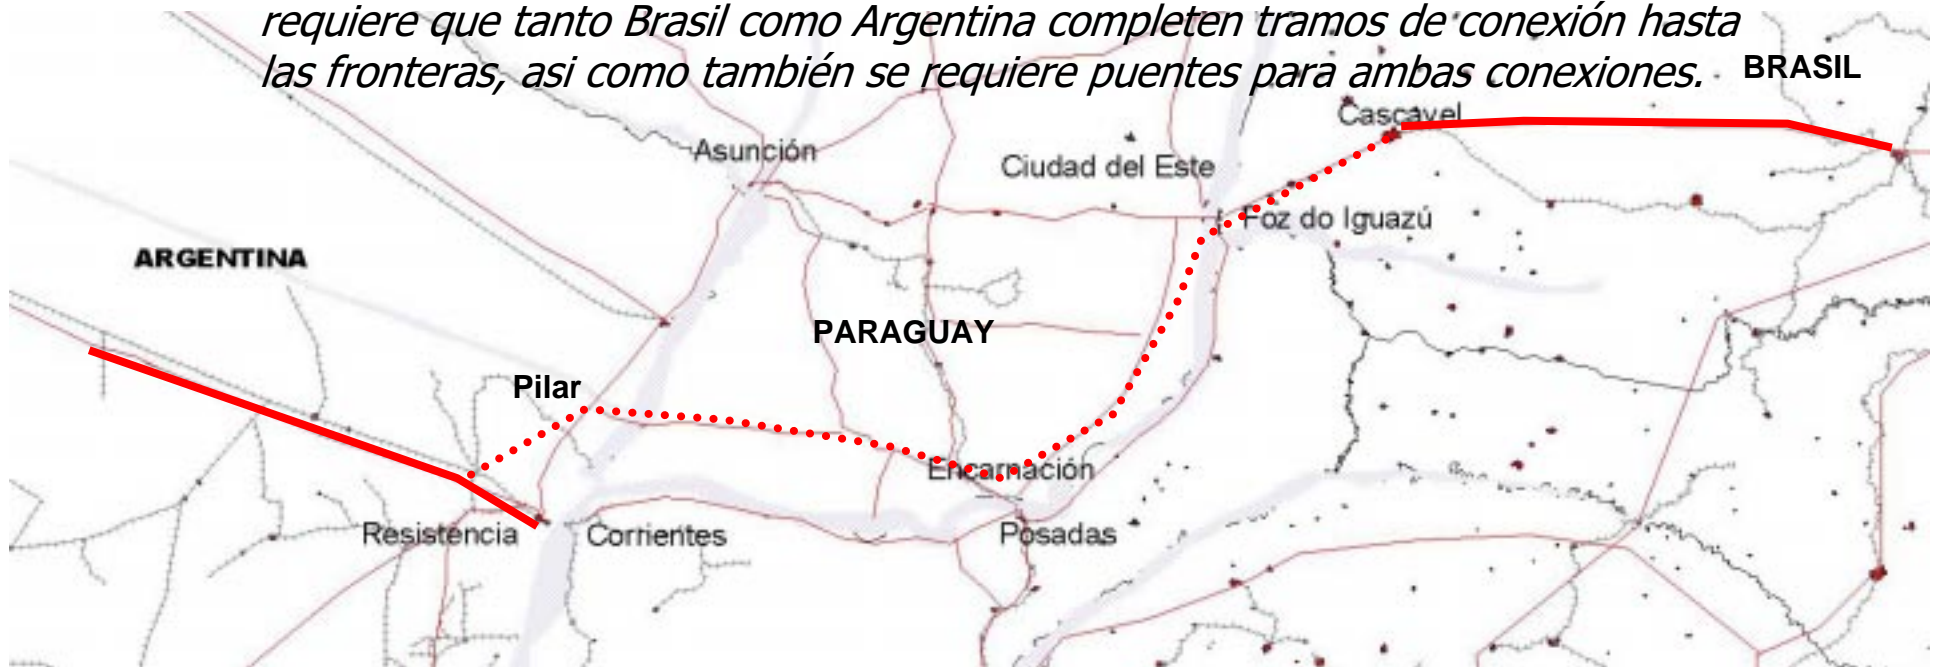 requiere que tanto Brasil como Argentina completen tramos de conexión hasta
las fronteras, asi como también se requiere puentes para ambas conexiones.
BRASIL
Cascavel
Asunción
Ciudad del Este
Foz do Iguazú
ARGENTINA
PARAGUAY
Pilar
Encarnación
Resistencia
Corrientes
Posadas